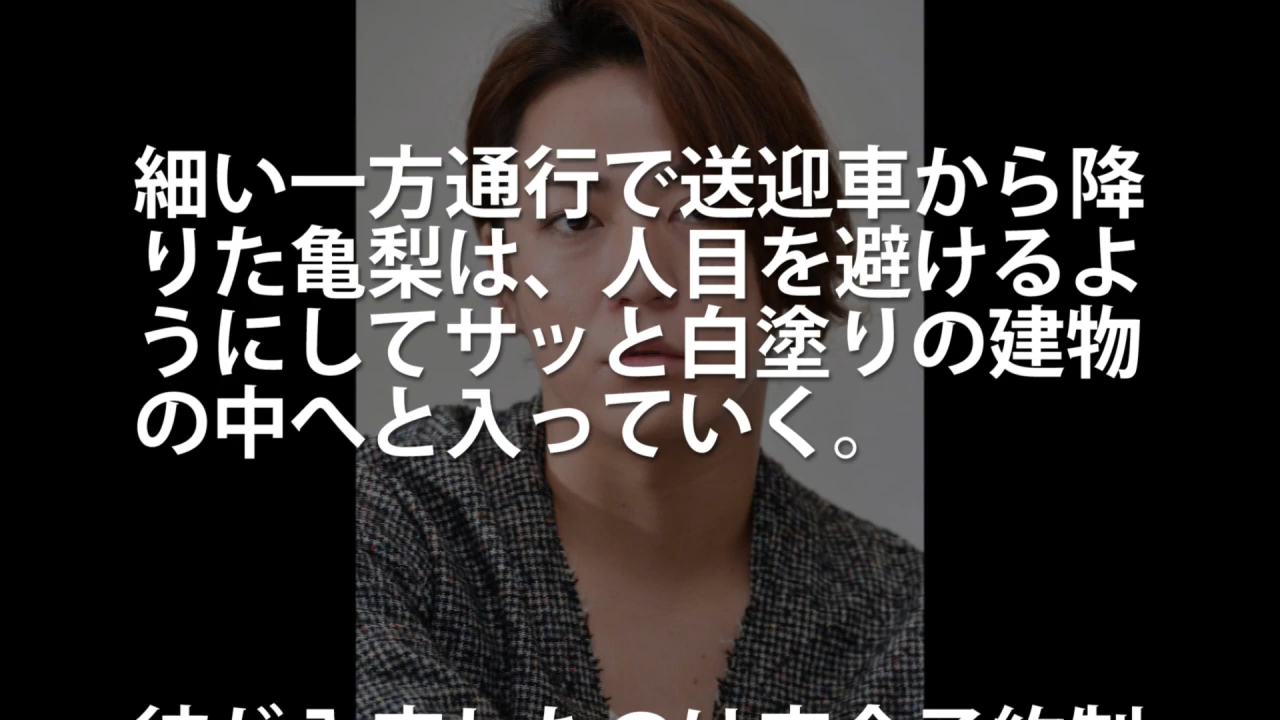 細い一方通行で送迎車から降
りた亀梨は、人目を避けるよ
うにしてサッと白塗りの建物
の中へと入っていく。